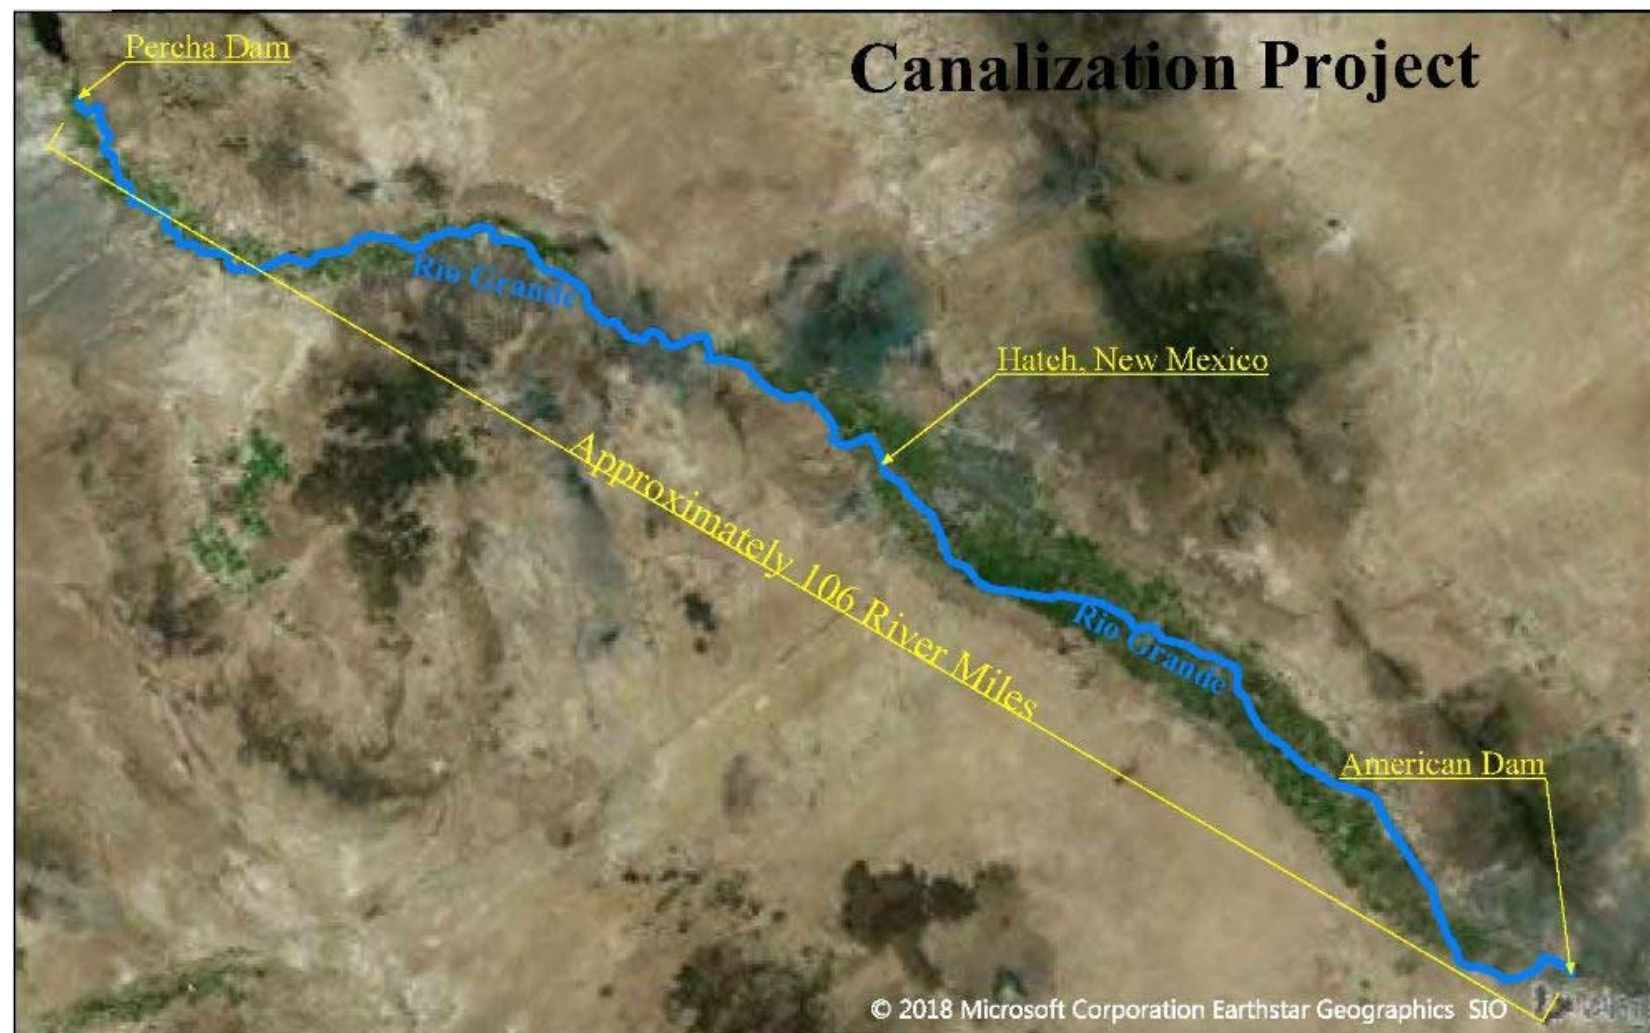 Canalization Project
Percha Dam
Rio Grande
Hatch, New Mexico
Approximately 106 River Miles
Rio Grande
American Dam
© 2018 Microsoft Corporation Earthstar Geographics SIO